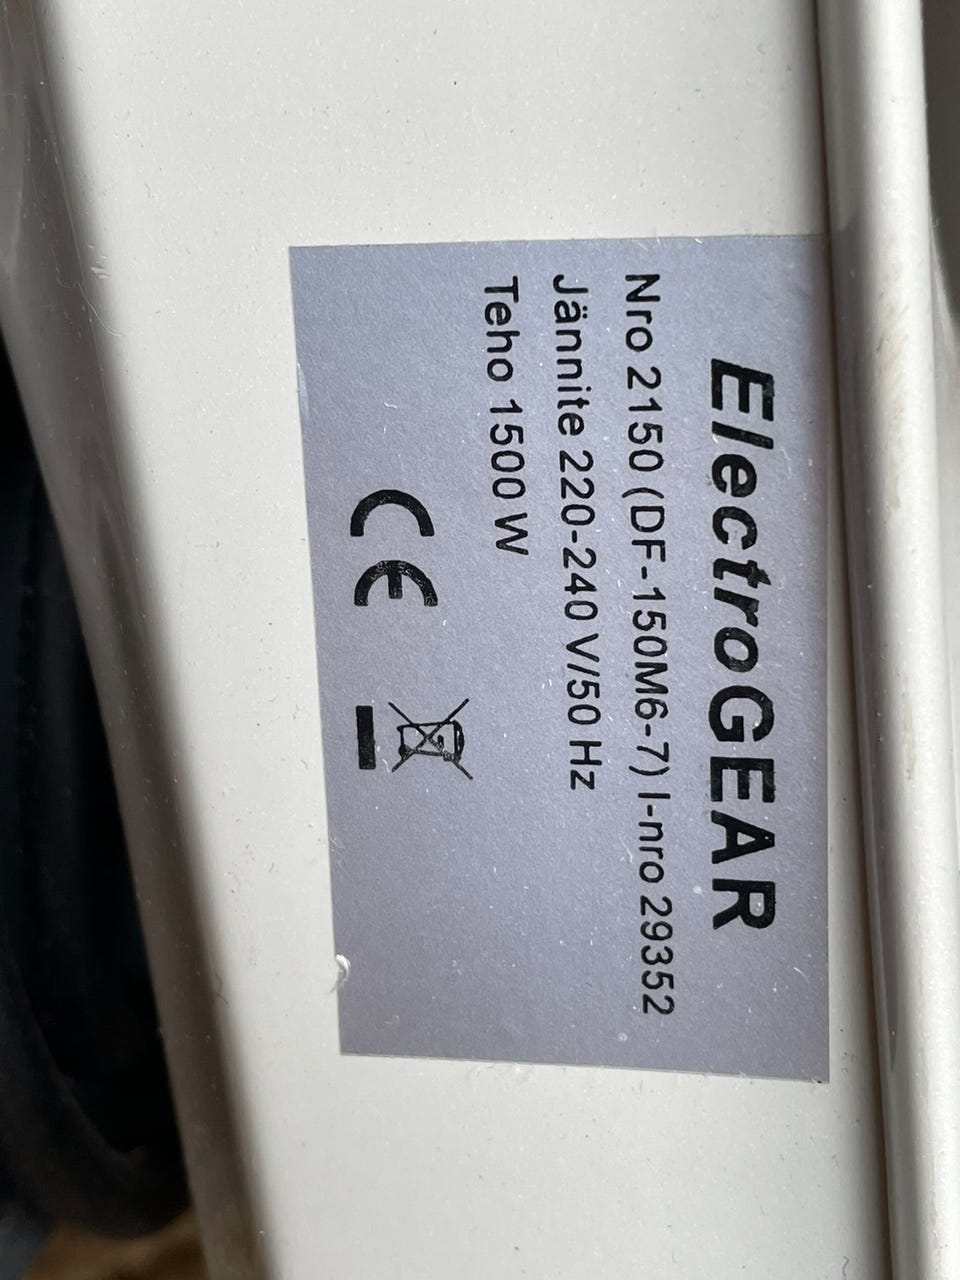 ElectroGEAR
Nro 2150 (DF-150M6-7) I-nro 29352
Jännite 220-240 V/50 Hz
Teho 1500 W
CE